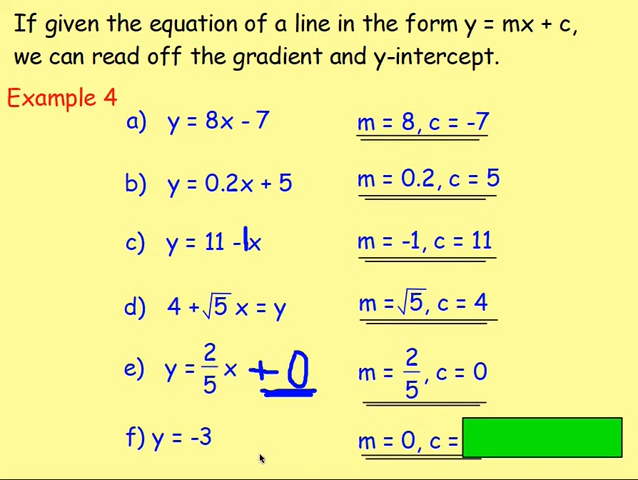 If given the equation of a line in the form y = mx + c,
we can read off the gradient and y-intercept.
Example 4
a) y = 8x - 7 m = 8, c = -7
b) y = 0.2x + 5 m = 0.2, c = 5
c) y = 11 -1x m = -1, c = 11
d) 4 + √5 x = y m = √5, c = 4
e) y = 2/5 x + 0 m = 2/5, c = 0
f) y = -3 m = 0, c =